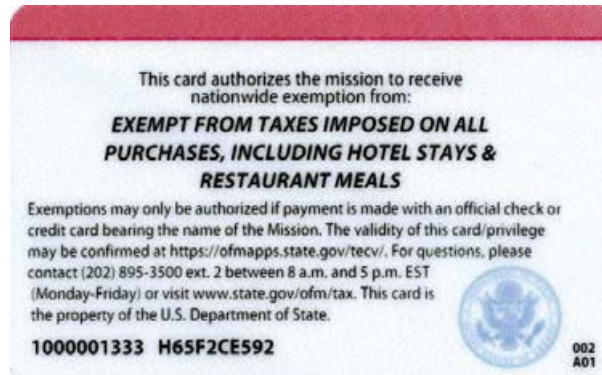 This card authorizes the mission to receive
nationwide exemption from:
EXEMPT FROM TAXES IMPOSED ON ALL
PURCHASES, INCLUDING HOTEL STAYS &
RESTAURANT MEALS
Exemptions may only be authorized if payment is made with an official check or
credit card bearing the name of the Mission. The validity of this card/privilege
may be confirmed at https://ofmapps.state.gov/tecv/. For questions, please
contact (202) 895-3500 ext. 2 between 8 a.m. and 5 p.m. EST
(Monday-Friday) or visit www.state.gov/ofm/tax. This card is
the property of the U.S. Department of State.
1000001333 H65F2CE592
002
A01